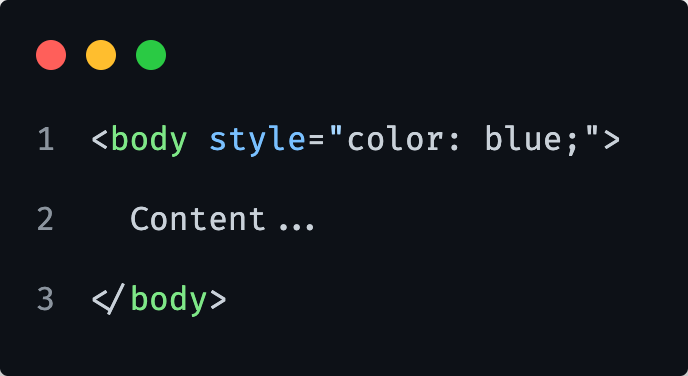 1 <body style="color: blue;">
2   Content...
3 </body>